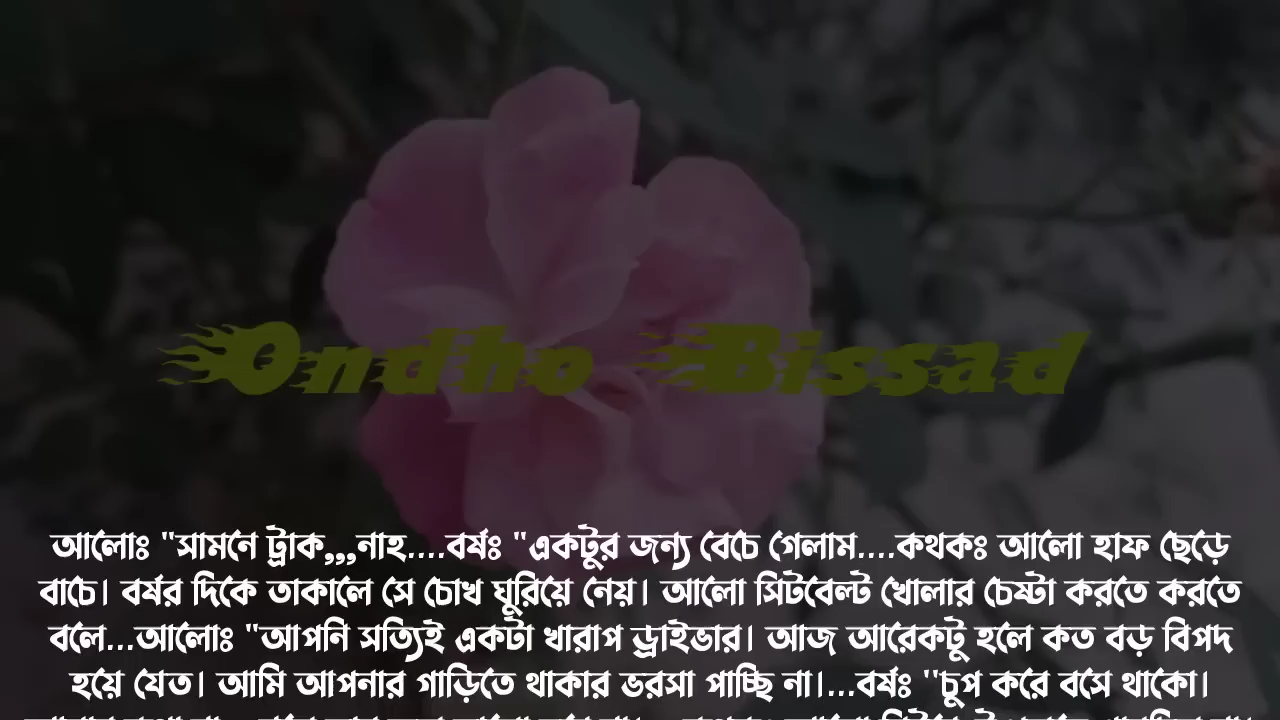 Ondho Bissad
আলোঃ "সামনে ট্রাক,,,নাহ....বর্ষঃ "একটুর জন্য বেচে গেলাম....কথকঃ আলো হাফ ছেড়ে
বাচে। বর্ষর দিকে তাকালে সে চোখ ঘুরিয়ে নেয়। আলো সিটবেল্ট খোলার চেষ্টা করতে করতে
বলে...আলোঃ "আপনি সত্যিই একটা খারাপ ড্রাইভার। আজ আরেকটু হলে কত বড় বিপদ
হয়ে যেত। আমি আপনার গাড়িতে থাকার ভরসা পাচ্ছি না।...বর্ষঃ ''চুপ করে বসে থাকো।